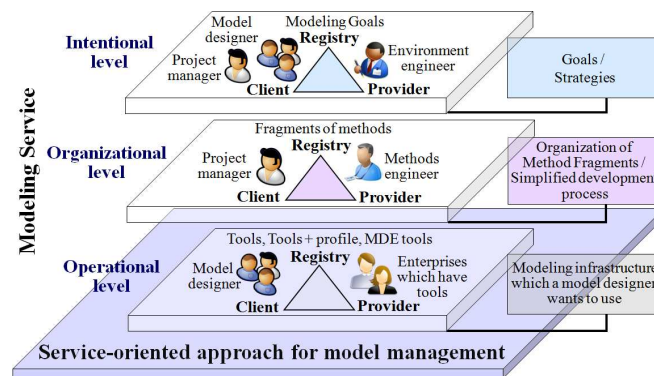 Modeling Service
Intentional
level
Model
designer
Project
manager
Modeling Goals
Registry
Client
Provider
Environment
engineer
Goals /
Strategies
Organizational
level
Fragments of methods
Project
manager
Registry
Client
Provider
Methods
engineer
Organization of
Method Fragments /
Simplified development
process
Operational
level
Tools, Tools + profile, MDE tools
Model
designer
Registry
Client
Provider
Enterprises
which have
tools
Modeling infrastructure
which a model designer
wants to use
Service-oriented approach for model management